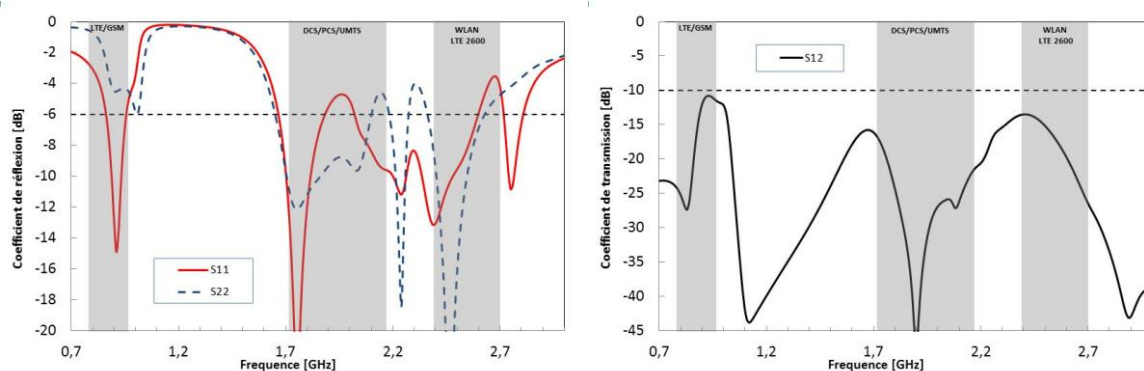 LTE/GSM
DCS/PCS/UMTS
WLAN
LTE 2600
0
-2
-4
-6
-8
-10
-12
-14
-16
-18
-20
Coefficient de réflexion [dB]
S11
S22
0,7
1,2
1,7
2,2
2,7
Frequence [GHz]
LTE/GSM
DCS/PCS/UMTS
WLAN
LTE 2600
S12
0
-5
-10
-15
-20
-25
-30
-35
-40
-45
Coefficient de transmission [dB]
0,7
1,2
1,7
2,2
2,7
Frequence [GHz]